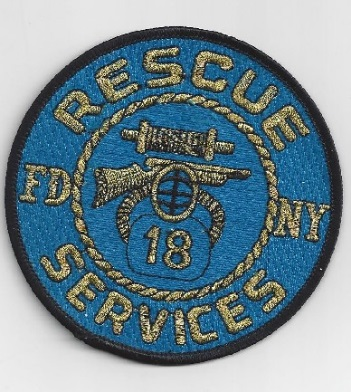 RESCUE
FD NY
18
SERVICES